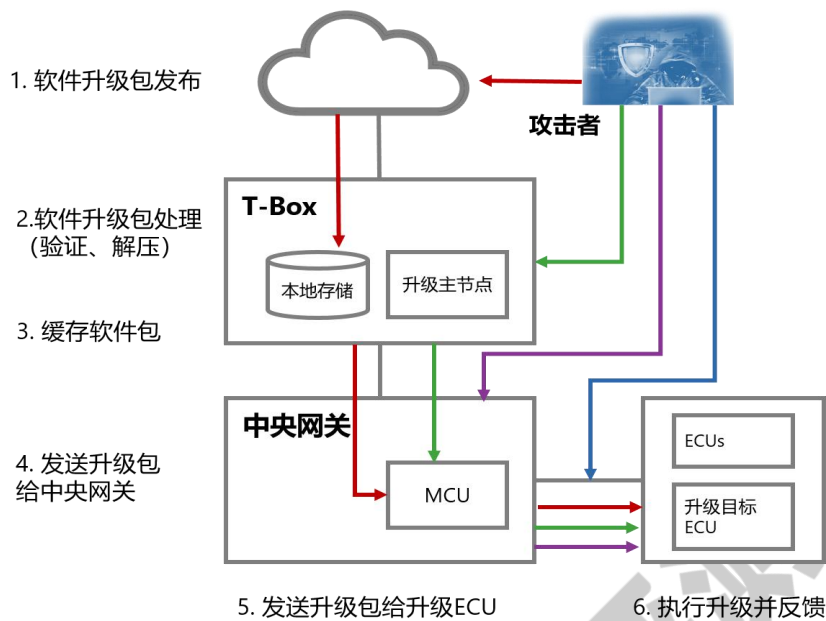 1. 软件升级包发布
攻击者
T-Box
2.软件升级包处理
（验证、解压）
本地存储
升级主节点
3. 缓存软件包
中央网关
4. 发送升级包
给中央网关
MCU
ECUs
升级目标
ECU
5. 发送升级包给升级ECU
6. 执行升级并反馈